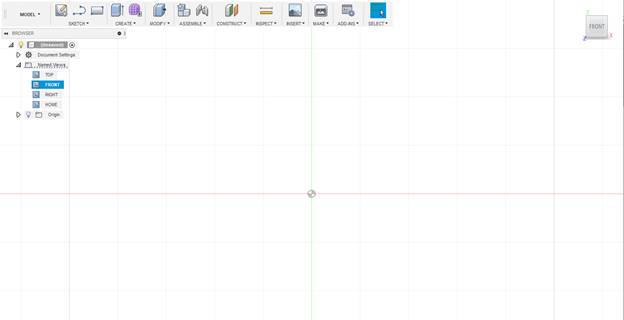 MODEL
SKETCH CREATE MODIFY ASSEMBLE CONSTRUCT INSPECT INSERT MAKE ADD-INS SELECT
BROWSER
(Unsaved)
Document Settings
Named Views
TOP
FRONT
RIGHT
HOME
Origin
FRONT
X